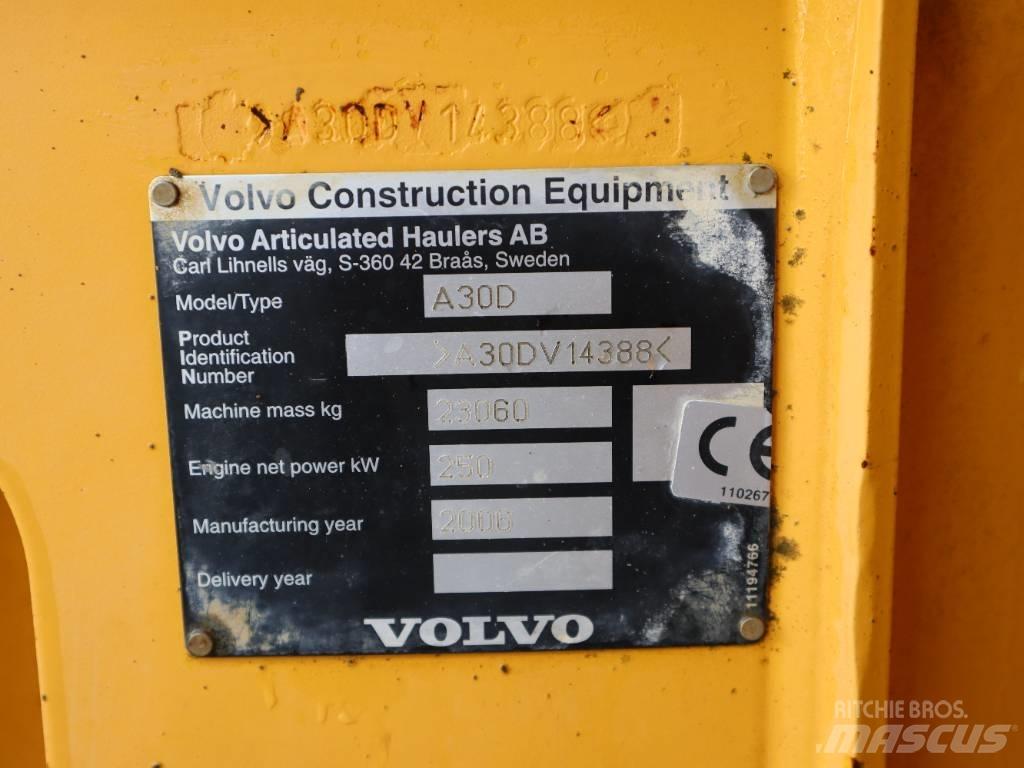 >A30DV14388<
Volvo Construction Equipment
Volvo Articulated Haulers AB
Carl Lihnells väg, S-360 42 Braås, Sweden
Model/Type A30D
Product
Identification
Number >A30DV14388<
Machine mass kg 23060
CE
110267
Engine net power kW 250
Manufacturing year 2006
Delivery year
11194766
VOLVO
RITCHIE BROS.
MASCUS